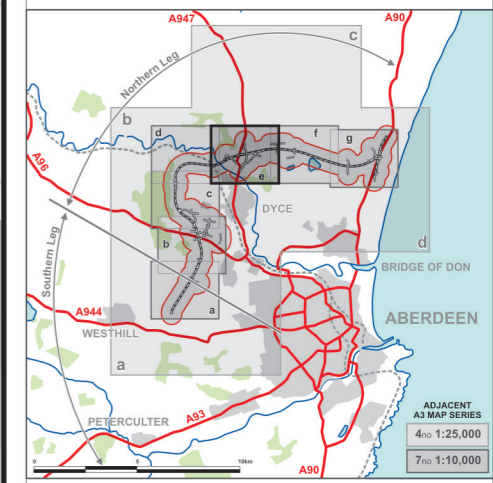 A947
A90
c
Northern Leg
b
d
f
g
A96
e
c
DYCE
Southern Leg
b
d
BRIDGE OF DON
a
A944
ABERDEEN
WESTHILL
a
ADJACENT
A3 MAP SERIES
4no 1:25,000
7no 1:10,000
PETERCULTER
A93
0 5 10km
A90